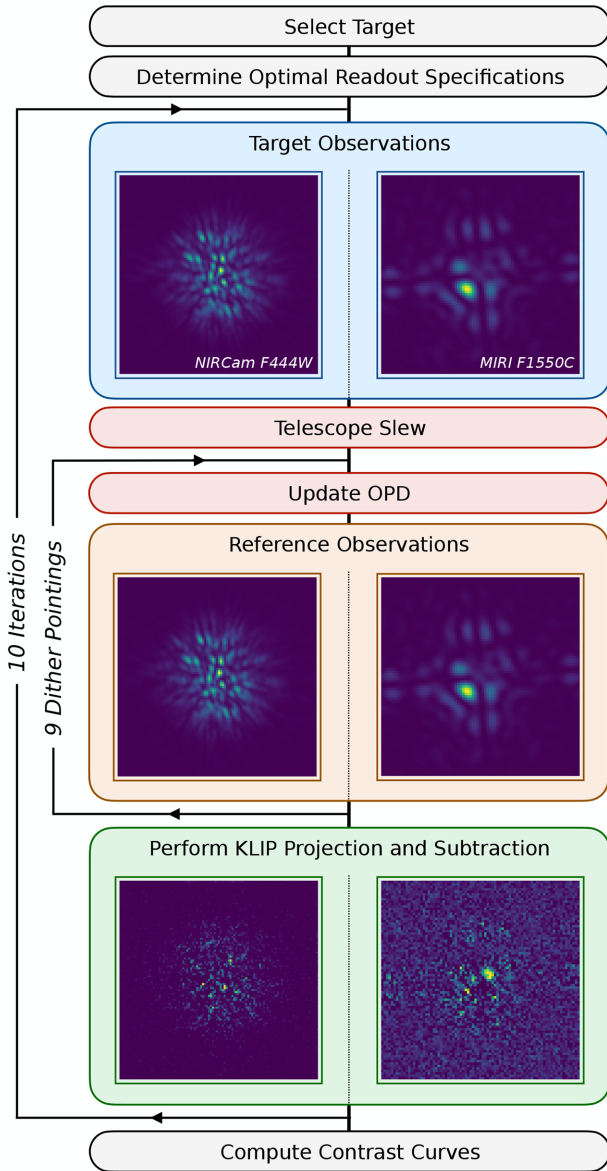 Select Target
Determine Optimal Readout Specifications
Target Observations
NIRCam F444W
MIRI F1550C
Telescope Slew
Update OPD
Reference Observations
10 Iterations
9 Dither Pointings
Perform KLIP Projection and Subtraction
Compute Contrast Curves